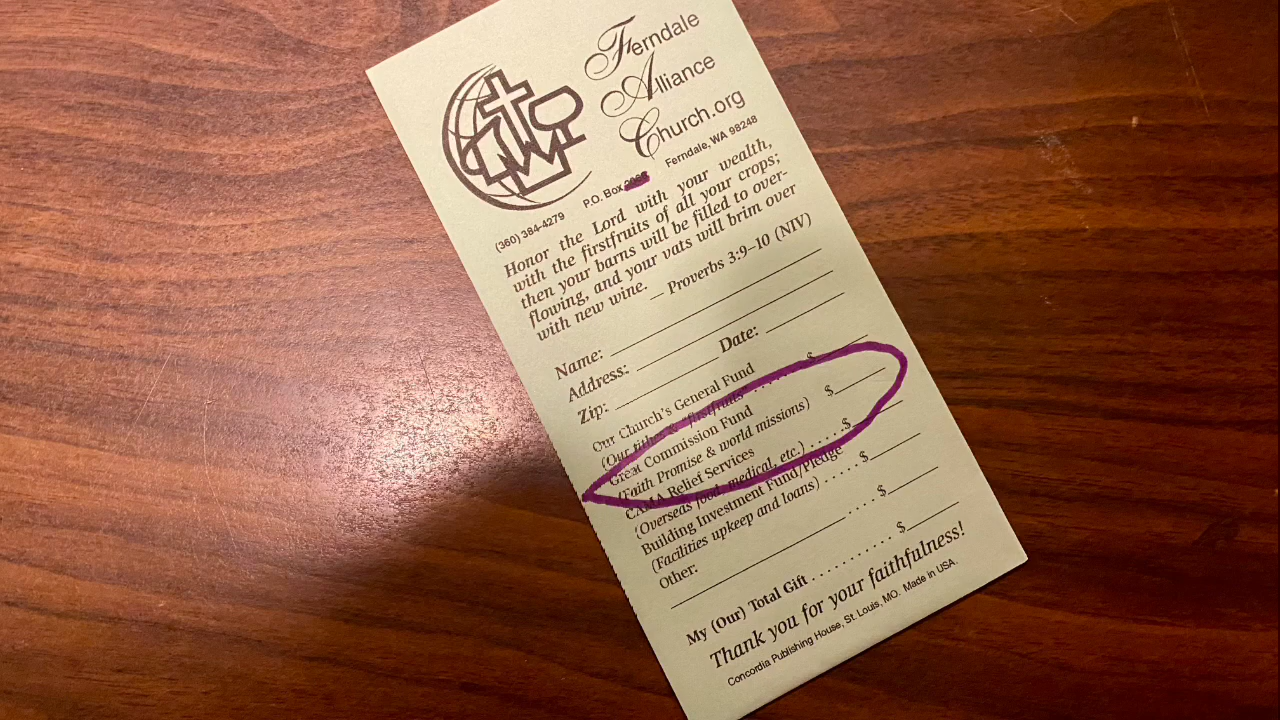 Ferndale
Alliance
Church.org
Ferndale, WA 98248
(360) 384-4279 P.O. Box
Honor the Lord with your wealth,
with the firstfruits of all your crops;
then your barns will be filled to over-
flowing, and your vats will brim over
with new wine. — Proverbs 3:9–10 (NIV)
Name:
Address:
Zip: Date:
Our Church's General Fund
(Our tithes & "firstfruits" . . . . . . $
Great Commission Fund
(Faith Promise & world missions) $
CAMA Relief Services
(Overseas food, medical, etc.) . . . . . $
Building Investment Fund/Pledge
(Facilities upkeep and loans) . . . . $
Other:
. . . . $
My (Our) Total Gift . . . . . . . . . . $
Thank you for your faithfulness!
Concordia Publishing House, St. Louis, MO. Made in USA.